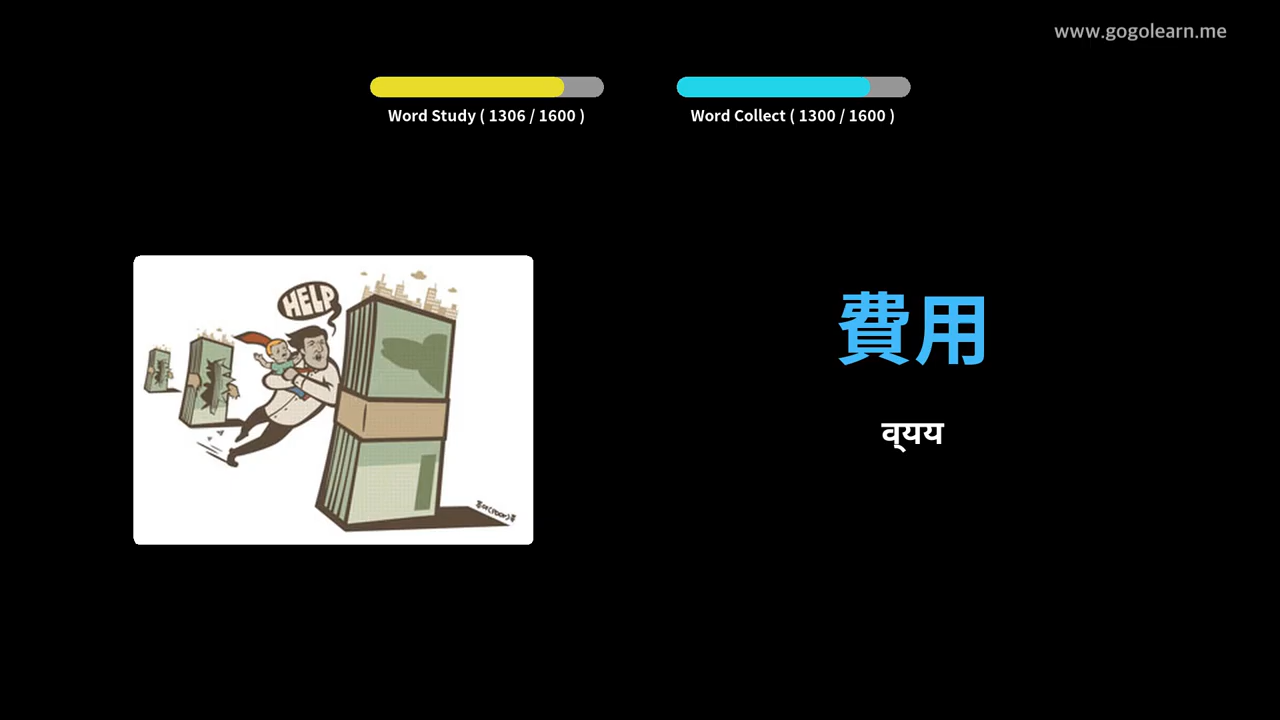 www.gogolearn.me
Word Study ( 1306 / 1600 )
Word Collect ( 1300 / 1600 )
HELP
費用
व्यय